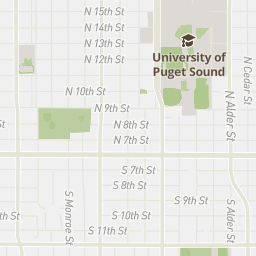 N 15th St
N 14th St
N 13th St
N 12th St
University of
Puget Sound
N Cedar St
N 10th St
N 9th St
N Alder St
N 8th St
N 7th St
S 7th St
S 8th St
S 9th St
S Monroe St
S 10th St
S Alder St
S 11th St